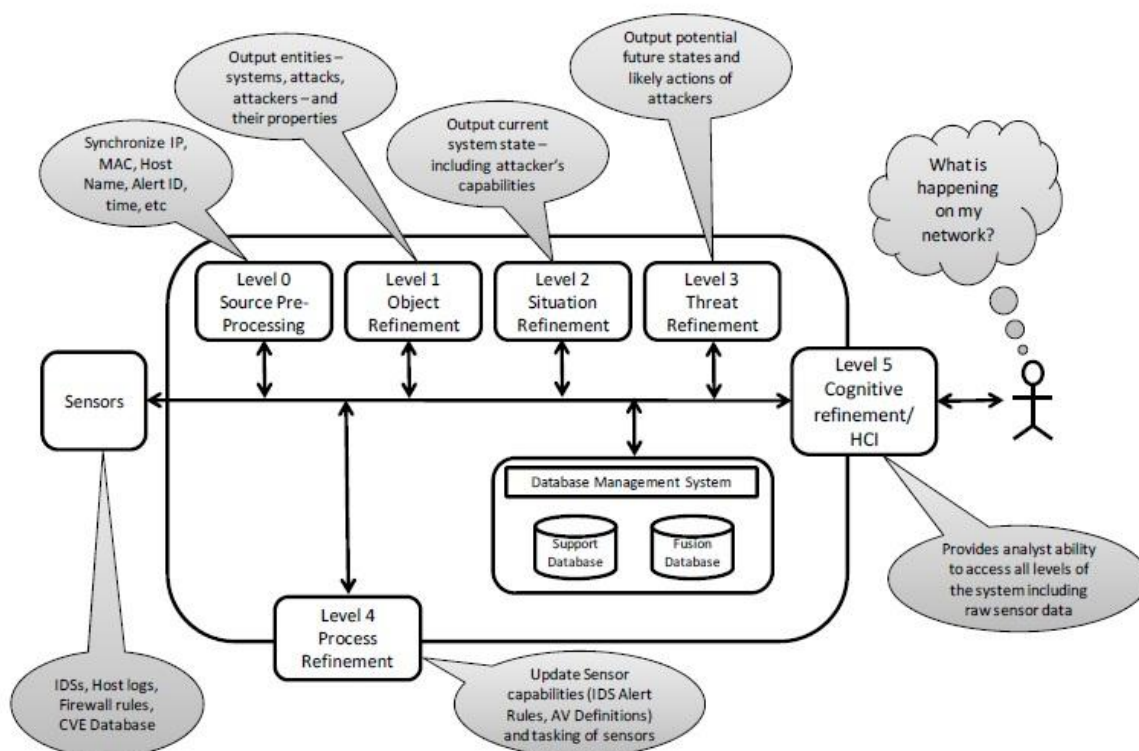 Output entities –
systems, attacks,
attackers – and
their properties
Output potential
future states and
likely actions of
attackers
Synchronize IP,
MAC, Host
Name, Alert ID,
time, etc
Output current
system state –
including attacker's
capabilities
What is
happening
on my
network?
Level 0
Source Pre-
Processing
Level 1
Object
Refinement
Level 2
Situation
Refinement
Level 3
Threat
Refinement
Sensors
Level 5
Cognitive
refinement/
HCI
Database Management System
Support
Database
Fusion
Database
Provides analyst ability
to access all levels of
the system including
raw sensor data
Level 4
Process
Refinement
IDSs, Host logs,
Firewall rules,
CVE Database
Update Sensor
capabilities (IDS Alert
Rules, AV Definitions)
and tasking of sensors